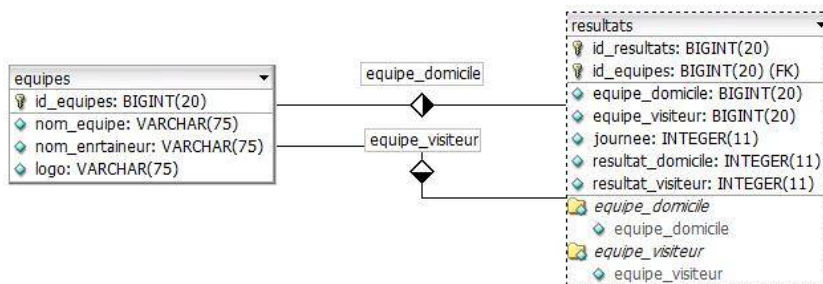 equipes
id_equipes: BIGINT(20)
nom_equipe: VARCHAR(75)
nom_enrtaineur: VARCHAR(75)
logo: VARCHAR(75)
equipe_domicile
equipe_visiteur
resultats
id_resultats: BIGINT(20)
id_equipes: BIGINT(20) (FK)
equipe_domicile: BIGINT(20)
equipe_visiteur: BIGINT(20)
journee: INTEGER(11)
resultat_domicile: INTEGER(11)
resultat_visiteur: INTEGER(11)
equipe_domicile
equipe_domicile
equipe_visiteur
equipe_visiteur